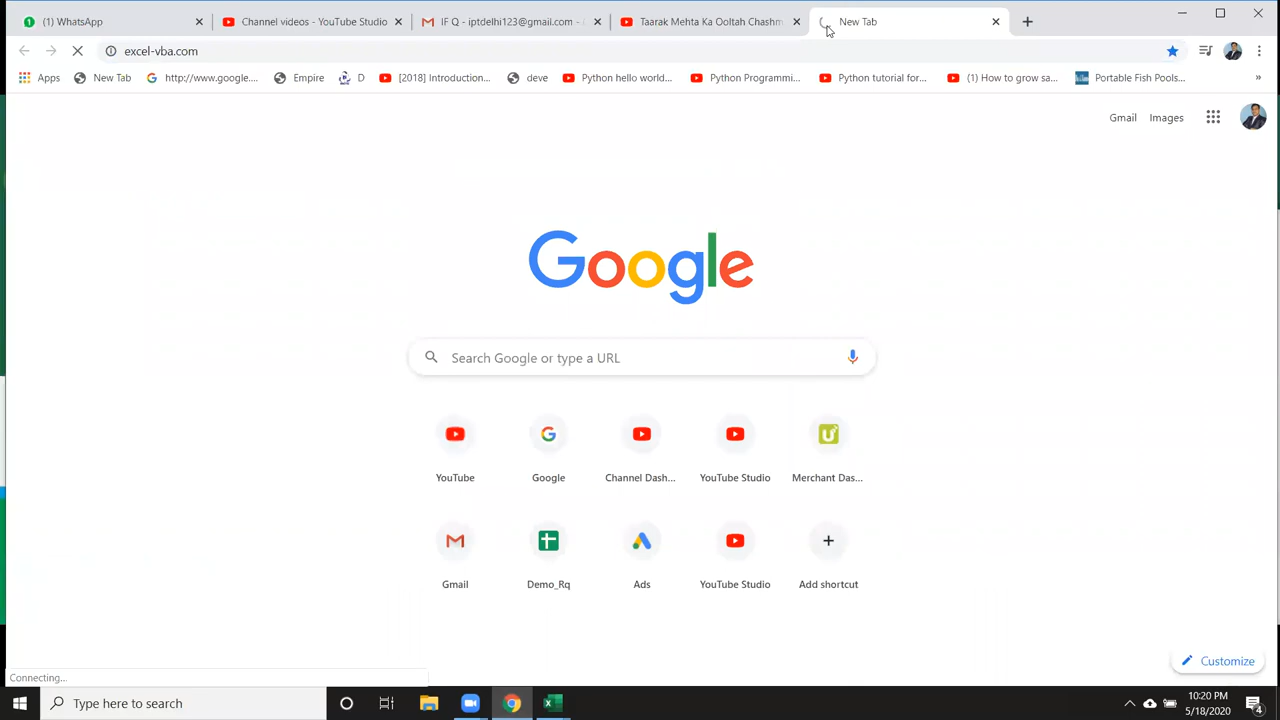 (1) WhatsApp
Channel videos - YouTube Studio
IF Q - iptdelhi123@gmail.com -
Taarak Mehta Ka Ooltah Chashm
New Tab
excel-vba.com
Apps
New Tab
http://www.google....
Empire
D
[2018] Introduction...
deve
Python hello world...
Python Programmi...
Python tutorial for...
(1) How to grow sa...
Portable Fish Pools...
»
Gmail
Images
Google
Search Google or type a URL
YouTube
Google
Channel Dash...
YouTube Studio
Merchant Das...
Gmail
Demo_Rq
Ads
YouTube Studio
Add shortcut
Customize
Connecting...
Type here to search
10:20 PM
5/18/2020
4